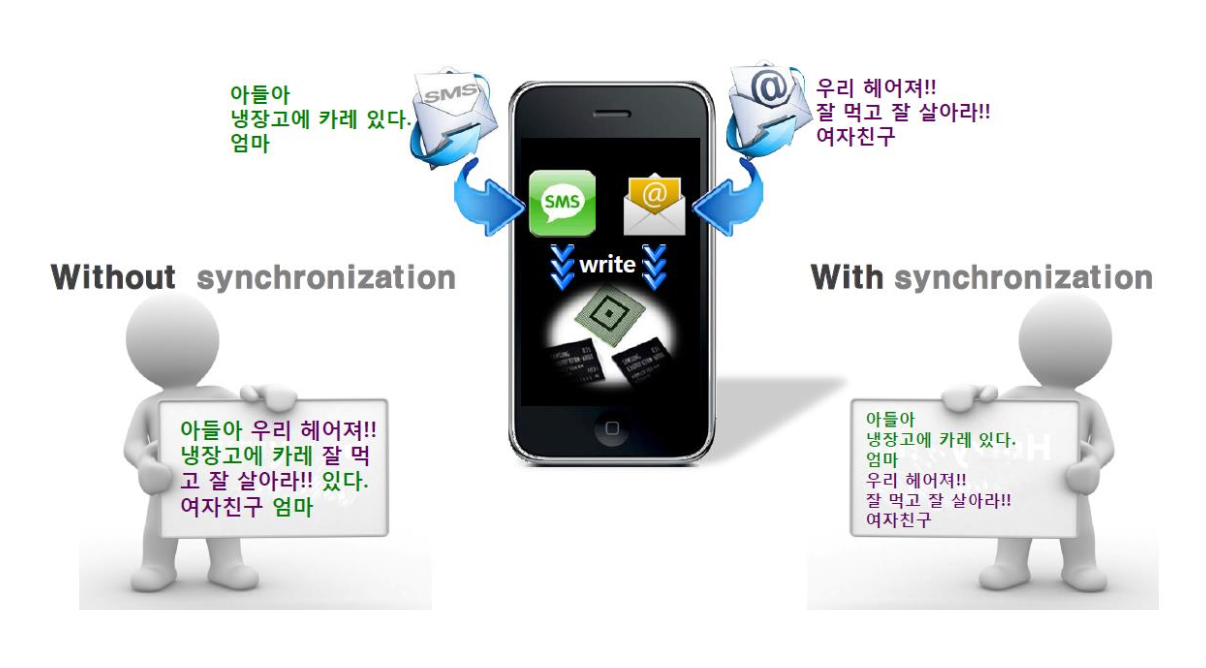 아들아
냉장고에 카레 있다.
엄마
SMS
@
우리 헤어져!!
잘 먹고 잘 살아라!!
여자친구
SMS
@
write
Without synchronization
With synchronization
아들아 우리 헤어져!!
냉장고에 카레 잘 먹
고 잘 살아라!! 있다.
여자친구 엄마
아들아
냉장고에 카레 있다.
엄마
우리 헤어져!!
잘 먹고 잘 살아라!!
여자친구
SAMSUNG
SAMSUNG